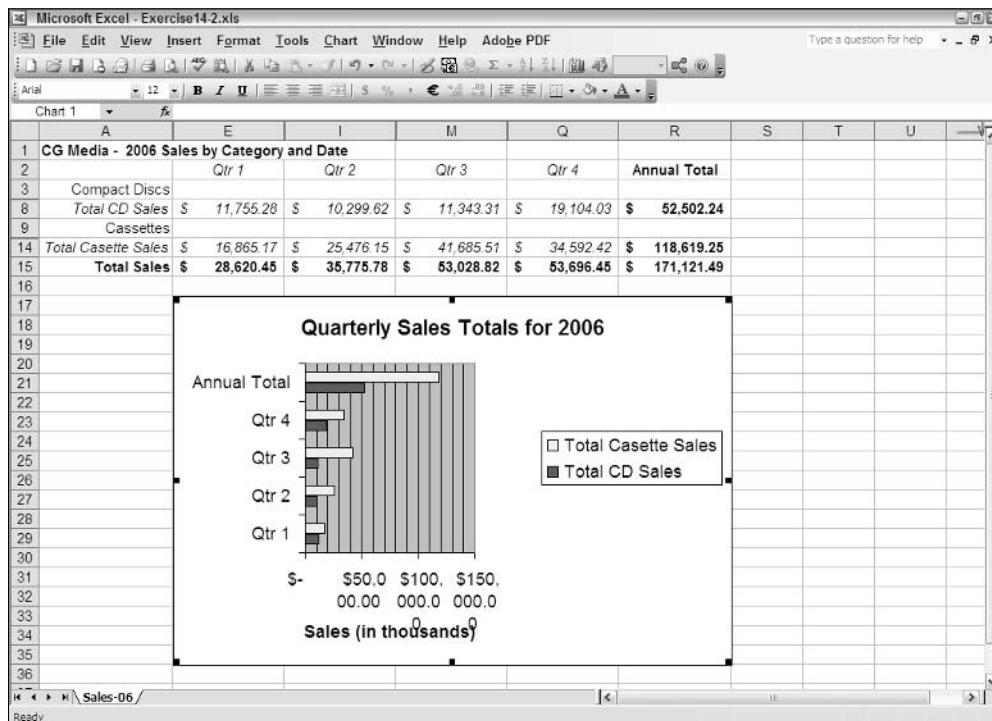 Microsoft Excel - Exercise14-2.xls
File Edit View Insert Format Tools Chart Window Help Adobe PDF Type a question for help
Arial 12 B I U $ % , € A
Chart 1 fx
A E I M Q R S T U
1 CG Media - 2006 Sales by Category and Date
2 Qtr 1 Qtr 2 Qtr 3 Qtr 4 Annual Total
3 Compact Discs
8 Total CD Sales $ 11,755.28 $ 10,299.62 $ 11,343.31 $ 19,104.03 $ 52,502.24
9 Cassettes
14 Total Casette Sales $ 16,865.17 $ 25,476.15 $ 41,685.51 $ 34,592.42 $ 118,619.25
15 Total Sales $ 28,620.45 $ 35,775.78 $ 53,028.82 $ 53,696.45 $ 171,121.49
16
17
18 Quarterly Sales Totals for 2006
19
20
21 Annual Total
22
23 Qtr 4
24 Total Casette Sales
25 Qtr 3
26 Total CD Sales
27 Qtr 2
28
29 Qtr 1
30
31 $- $50,0 $100, $150,
32 00.00 000.0 000.0
33 0 0
34 Sales (in thousands)
35
36
Sales-06
Ready